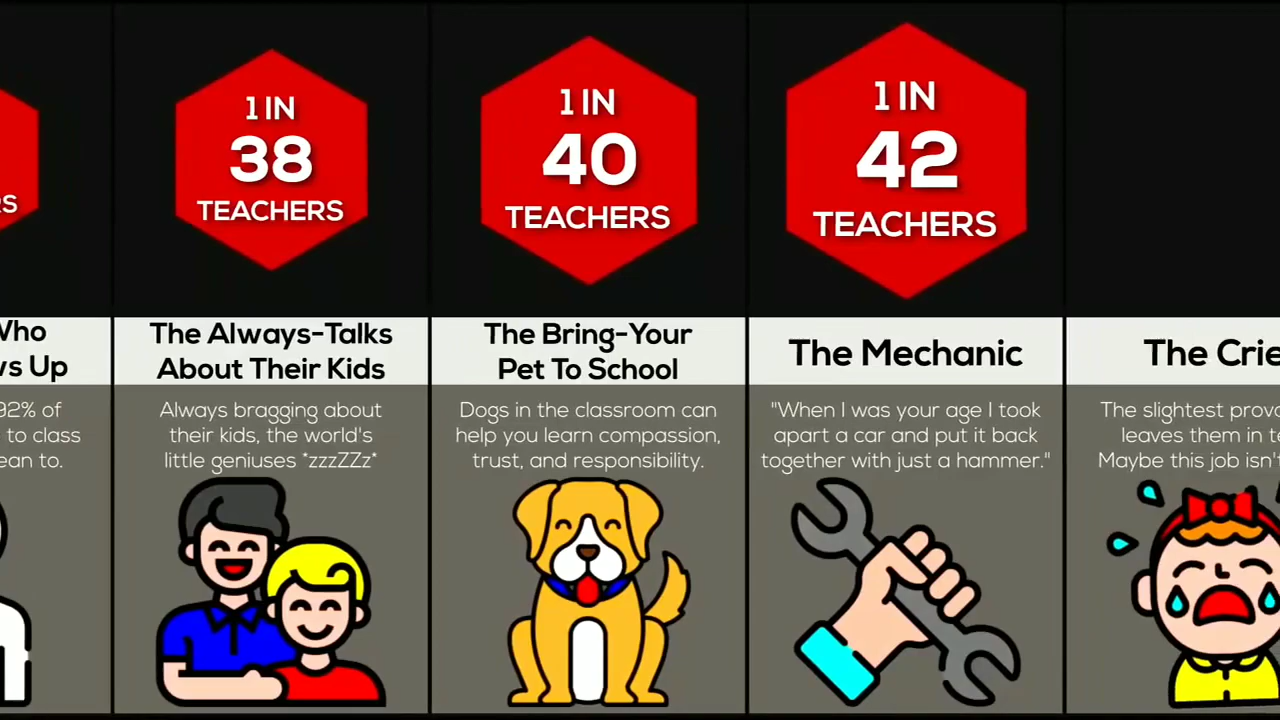 RS
Who
ws Up
92% of
to class
ean to.
1 IN
38
TEACHERS
The Always-Talks
About Their Kids
Always bragging about
their kids, the world's
little geniuses *zzzZZz*
1 IN
40
TEACHERS
The Bring-Your
Pet To School
Dogs in the classroom can
help you learn compassion,
trust, and responsibility.
1 IN
42
TEACHERS
The Mechanic
"When I was your age I took
apart a car and put it back
together with just a hammer."
The Crie
The slightest provo
leaves them in te
Maybe this job isn't